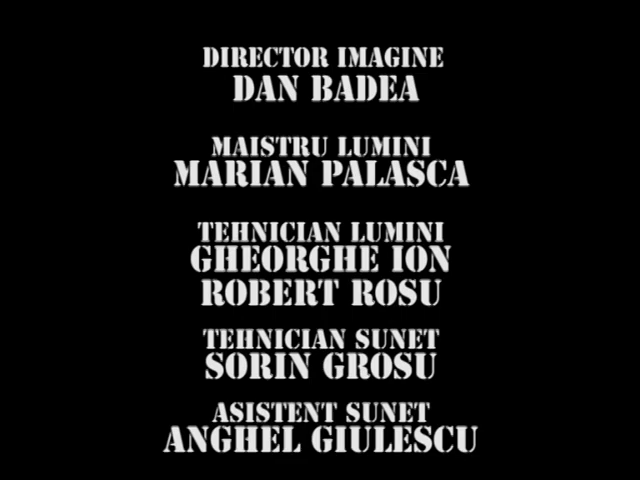 DIRECTOR IMAGINE
DAN BADEA
MAISTRU LUMINI
MARIAN PALASCA
TEHNICIAN LUMINI
GHEORGHE ION
ROBERT ROSU
TEHNICIAN SUNET
SORIN GROSU
ASISTENT SUNET
ANGHEL GIULESCU